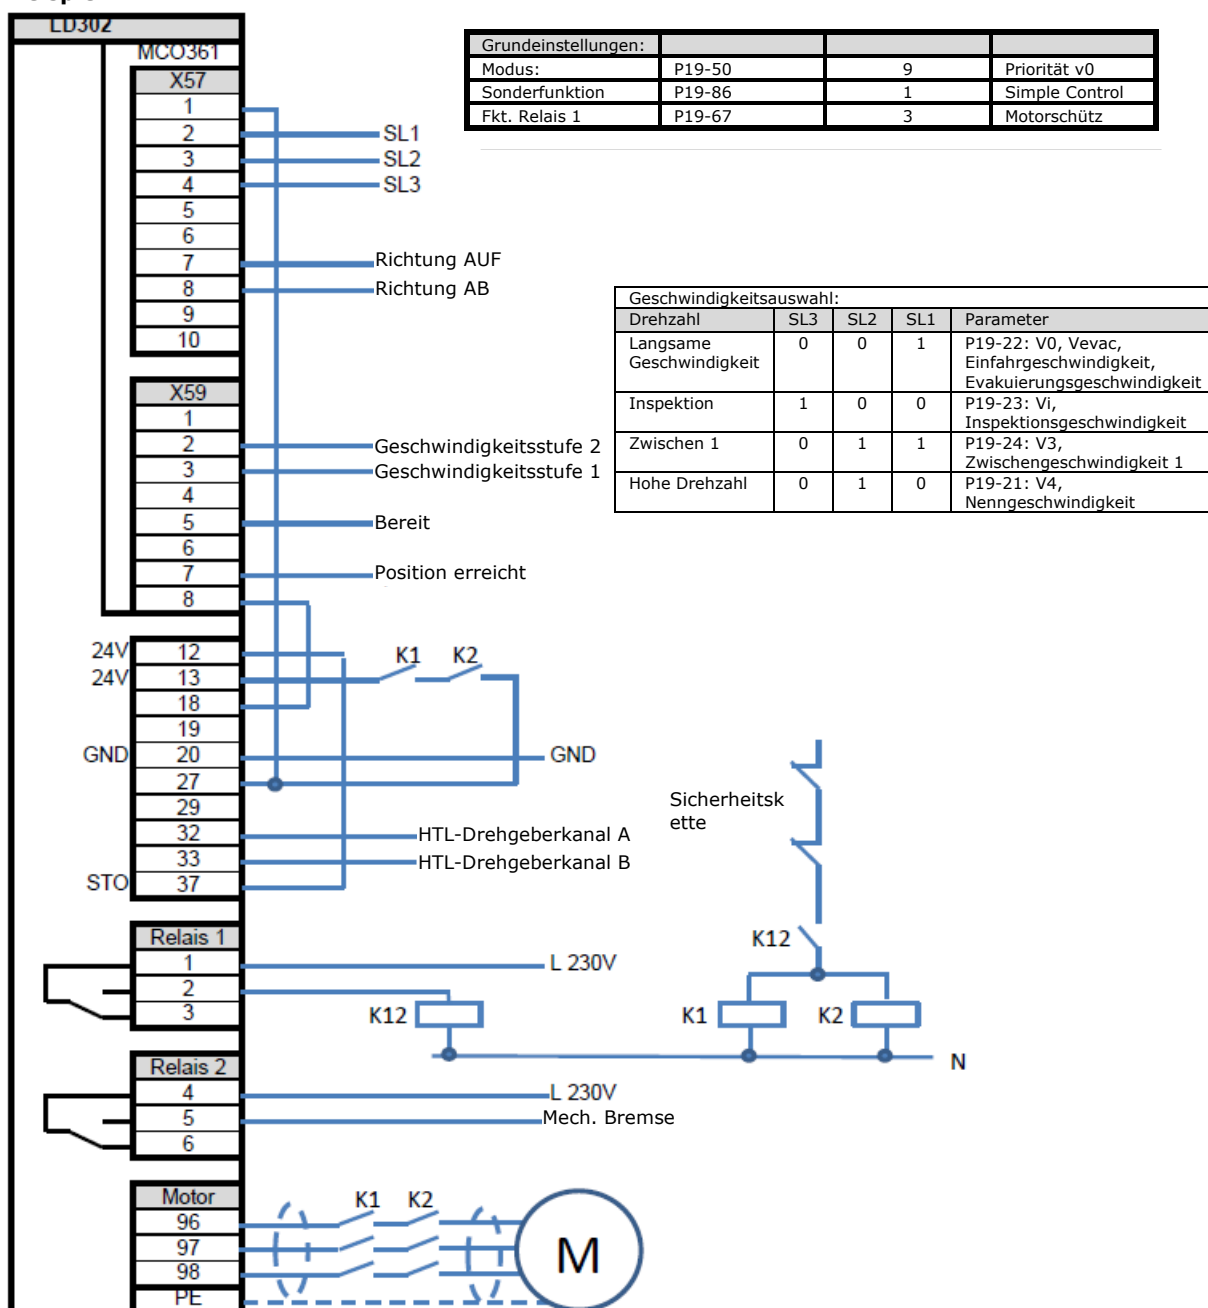 LD302
MCO361
Grundeinstellungen:
Modus: P19-50 9 Priorität v0
Sonderfunktion P19-86 1 Simple Control
Fkt. Relais 1 P19-67 3 Motorschütz
X57
1
2 SL1
3 SL2
4 SL3
5
6
7 Richtung AUF
8 Richtung AB
9
10
Geschwindigkeitsauswahl:
Drehzahl SL3 SL2 SL1 Parameter
Langsame 0 0 1 P19-22: V0, Vevac,
Geschwindigkeit Einfahrgeschwindigkeit,
Evakuierungsgeschwindigkeit
Inspektion 1 0 0 P19-23: Vi,
Inspektionsgeschwindigkeit
Zwischen 1 0 1 1 P19-24: V3,
Zwischengeschwindigkeit 1
Hohe Drehzahl 0 1 0 P19-21: V4,
Nenngeschwindigkeit
X59
1
2 Geschwindigkeitsstufe 2
3 Geschwindigkeitsstufe 1
4
5 Bereit
6
7 Position erreicht
8
24V 12 K1 K2
24V 13
18
19
GND 20 GND
27
29
32 HTL-Drehgeberkanal A
33 HTL-Drehgeberkanal B
STO 37
Sicherheitsk
ette
K12
K1 K2
N
Relais 1
1 L 230V
2
3 K12
Relais 2
4 L 230V
5 Mech. Bremse
6
Motor K1 K2
96
97 M
98
PE